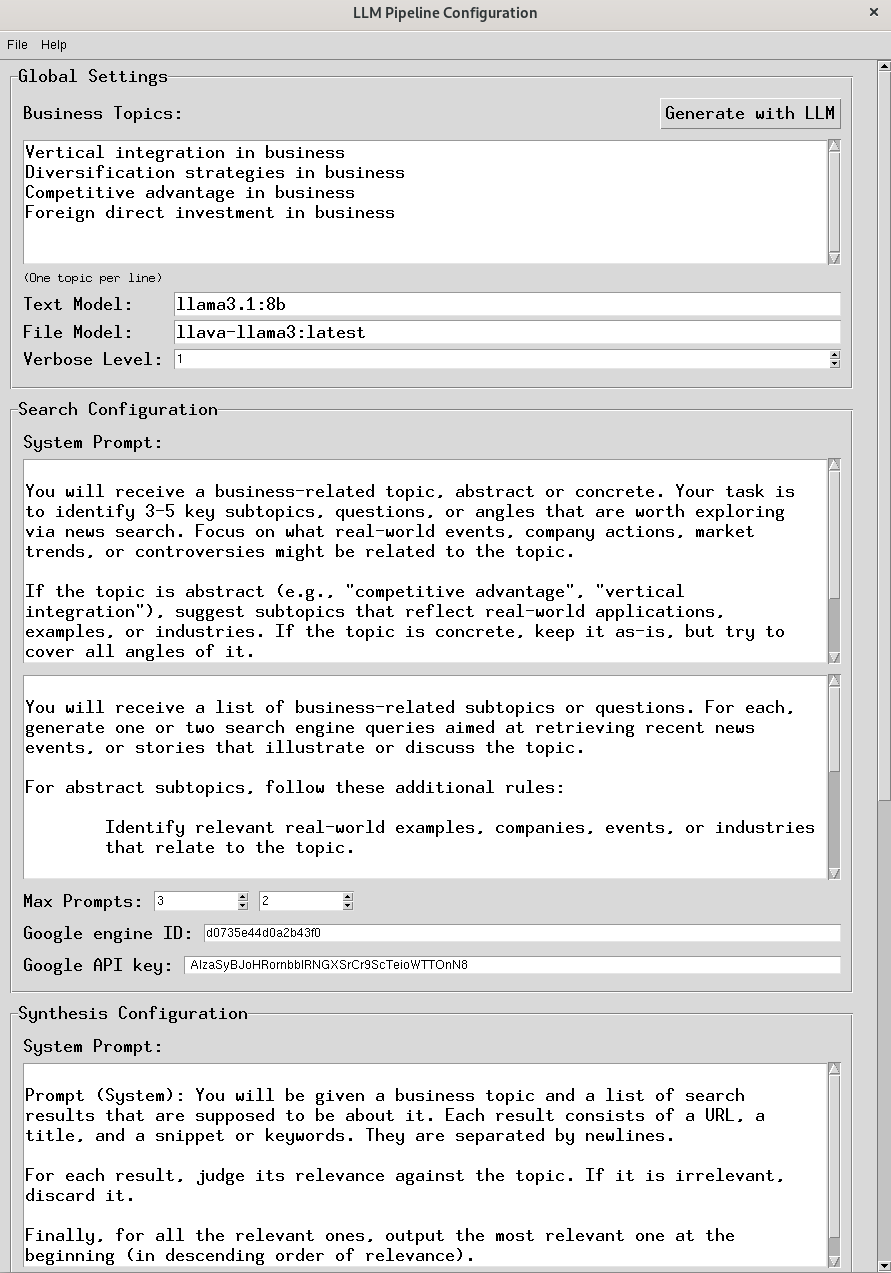 LLM Pipeline Configuration
File Help
Global Settings
Business Topics:
Generate with LLM
Vertical integration in business
Diversification strategies in business
Competitive advantage in business
Foreign direct investment in business
(One topic per line)
Text Model: llama3.1:8b
File Model: llava-llama3:latest
Verbose Level: 1
Search Configuration
System Prompt:
You will receive a business-related topic, abstract or concrete. Your task is
to identify 3-5 key subtopics, questions, or angles that are worth exploring
via news search. Focus on what real-world events, company actions, market
trends, or controversies might be related to the topic.
If the topic is abstract (e.g., "competitive advantage", "vertical
integration"), suggest subtopics that reflect real-world applications,
examples, or industries. If the topic is concrete, keep it as-is, but try to
cover all angles of it.
You will receive a list of business-related subtopics or questions. For each,
generate one or two search engine queries aimed at retrieving recent news
events, or stories that illustrate or discuss the topic.
For abstract subtopics, follow these additional rules:
Identify relevant real-world examples, companies, events, or industries
that relate to the topic.
Max Prompts: 3 2
Google engine ID: d0735e44d0a2b43f0
Google API key:
Synthesis Configuration
System Prompt:
Prompt (System): You will be given a business topic and a list of search
results that are supposed to be about it. Each result consists of a URL, a
title, and a snippet or keywords. They are separated by newlines.
For each result, judge its relevance against the topic. If it is irrelevant,
discard it.
Finally, for all the relevant ones, output the most relevant one at the
beginning (in descending order of relevance).